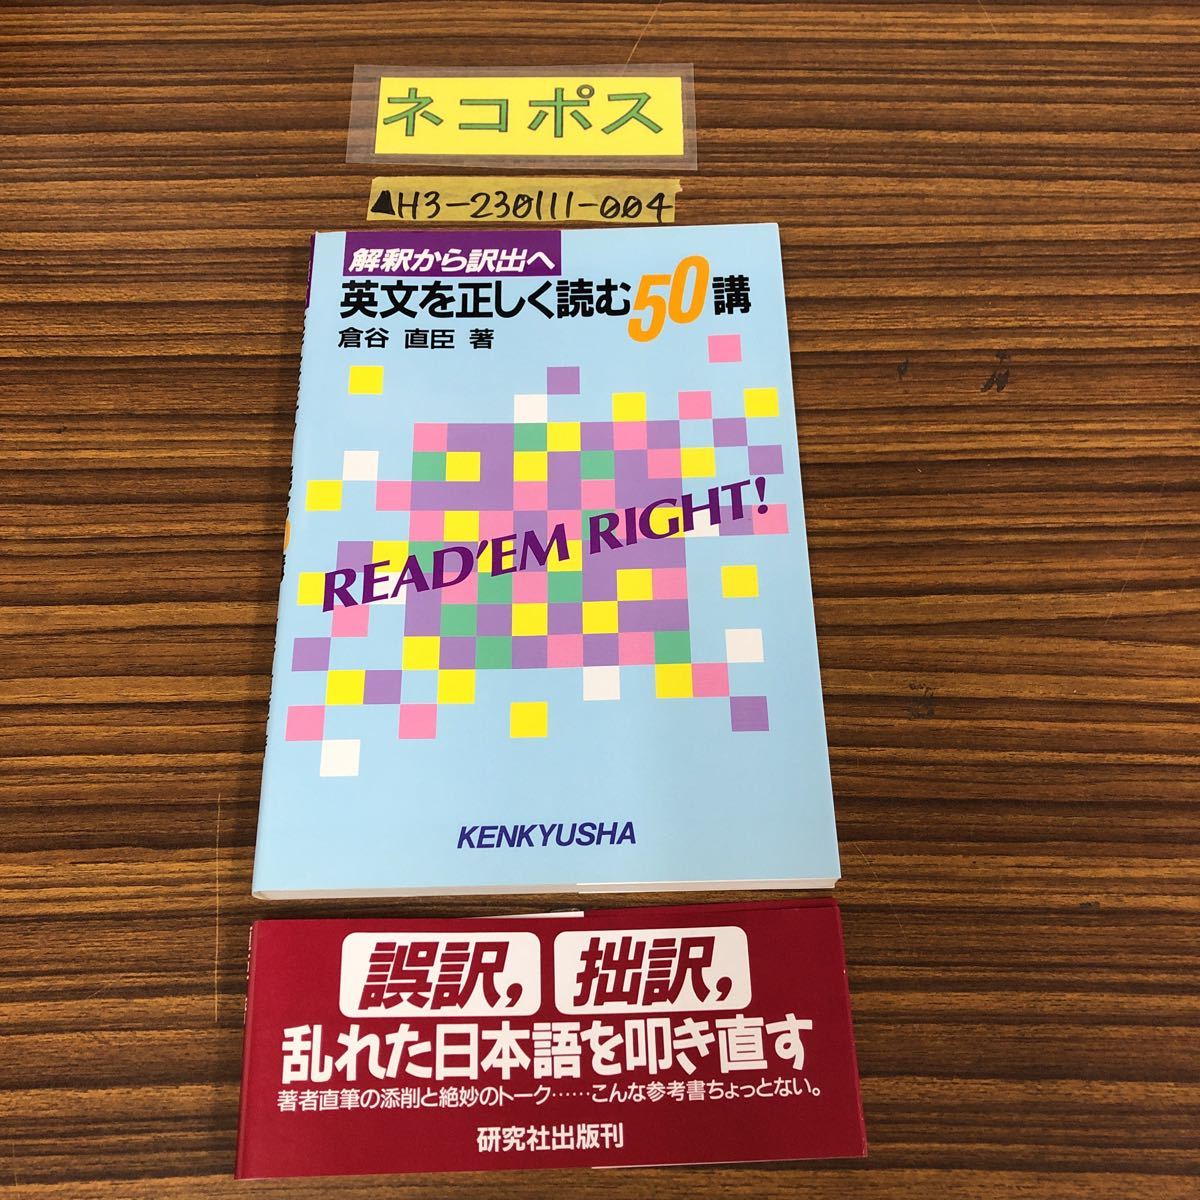 ネコポス
▲H3-230111-004
解釈から訳出へ
英文を正しく読む50講
倉谷 直臣 著
READ'EM RIGHT!
KENKYUSHA
誤訳, 拙訳,
乱れた日本語を叩き直す
著者直筆の添削と絶妙のトーク……こんな参考書ちょっとない。
研究社出版刊